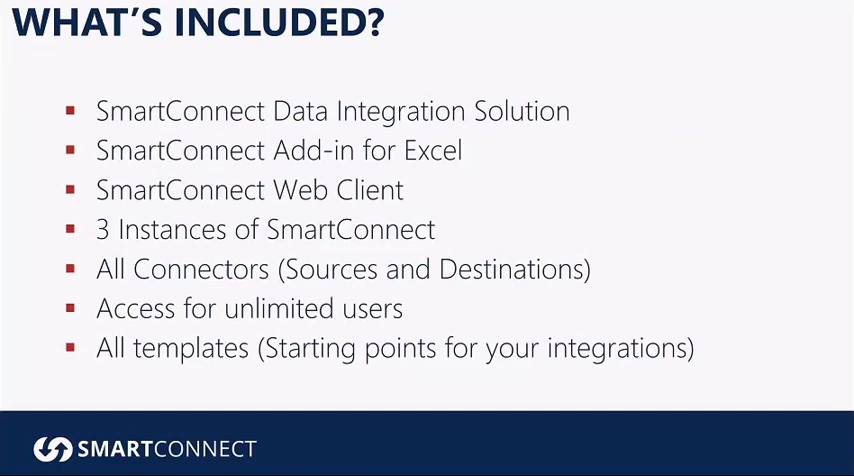 WHAT'S INCLUDED?
▪ SmartConnect Data Integration Solution
▪ SmartConnect Add-in for Excel
▪ SmartConnect Web Client
▪ 3 Instances of SmartConnect
▪ All Connectors (Sources and Destinations)
▪ Access for unlimited users
▪ All templates (Starting points for your integrations)
SMARTCONNECT